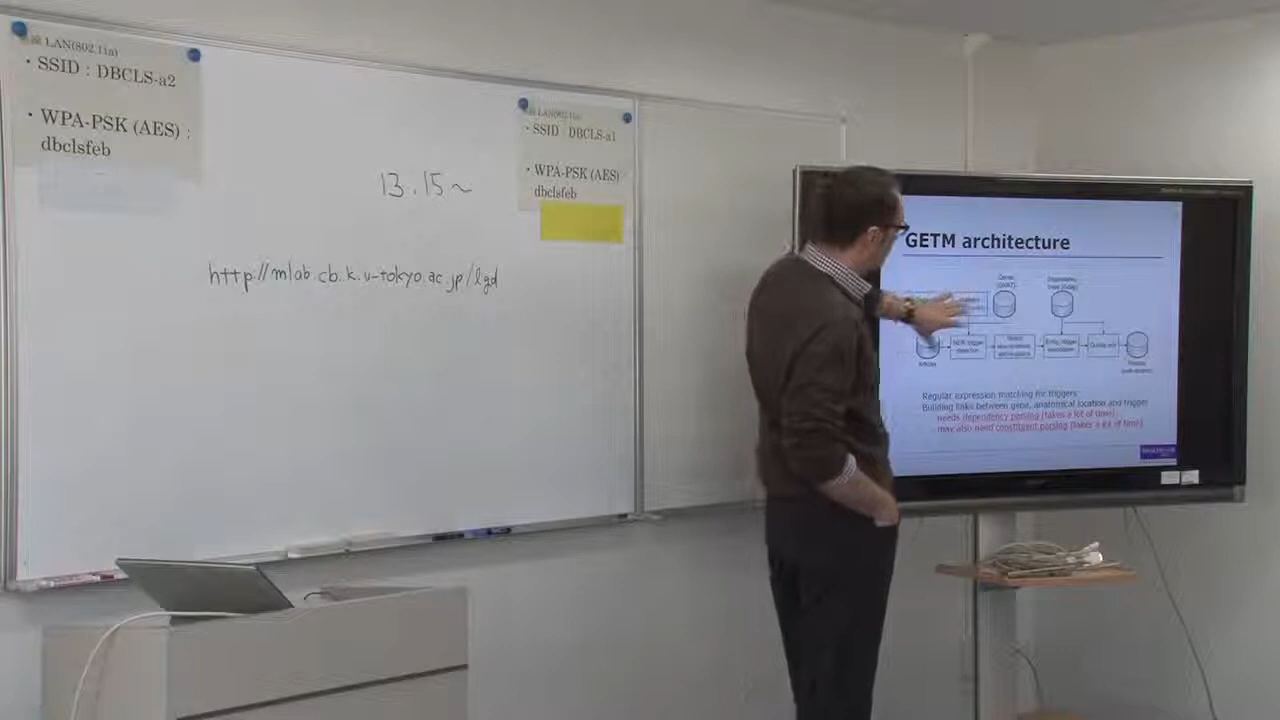 LAN(802.11a)
・SSID : DBCLS-a2
・WPA-PSK (AES) :
dbclsfeb
・SSID : DBCLS-a1
・WPA-PSK (AES)
dbclsfeb
13.15~
http://mlab.cb.k.u-tokyo.ac.jp/lgd
GETM architecture
Articles
Regular expression matching for triggers
Building links between gene, anatomical location and trigger
needs dependency parsing (takes a lot of time)
may also need constituent parsing (takes a lot of time)